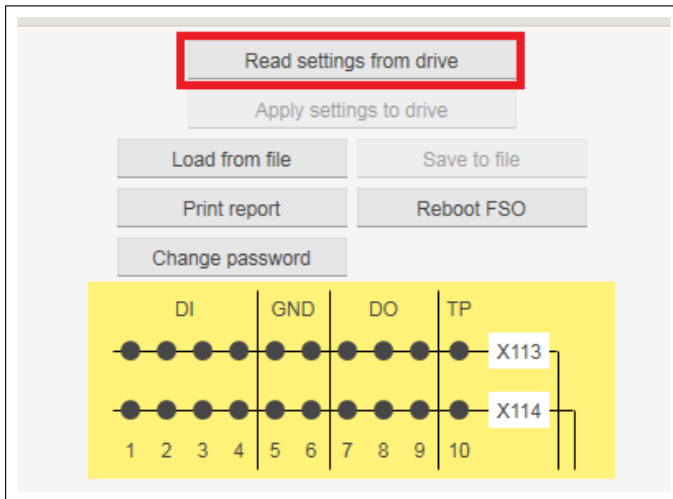 Read settings from drive
Apply settings to drive
Load from file Save to file
Print report Reboot FSO
Change password
DI GND DO TP
X113
X114
1 2 3 4 5 6 7 8 9 10